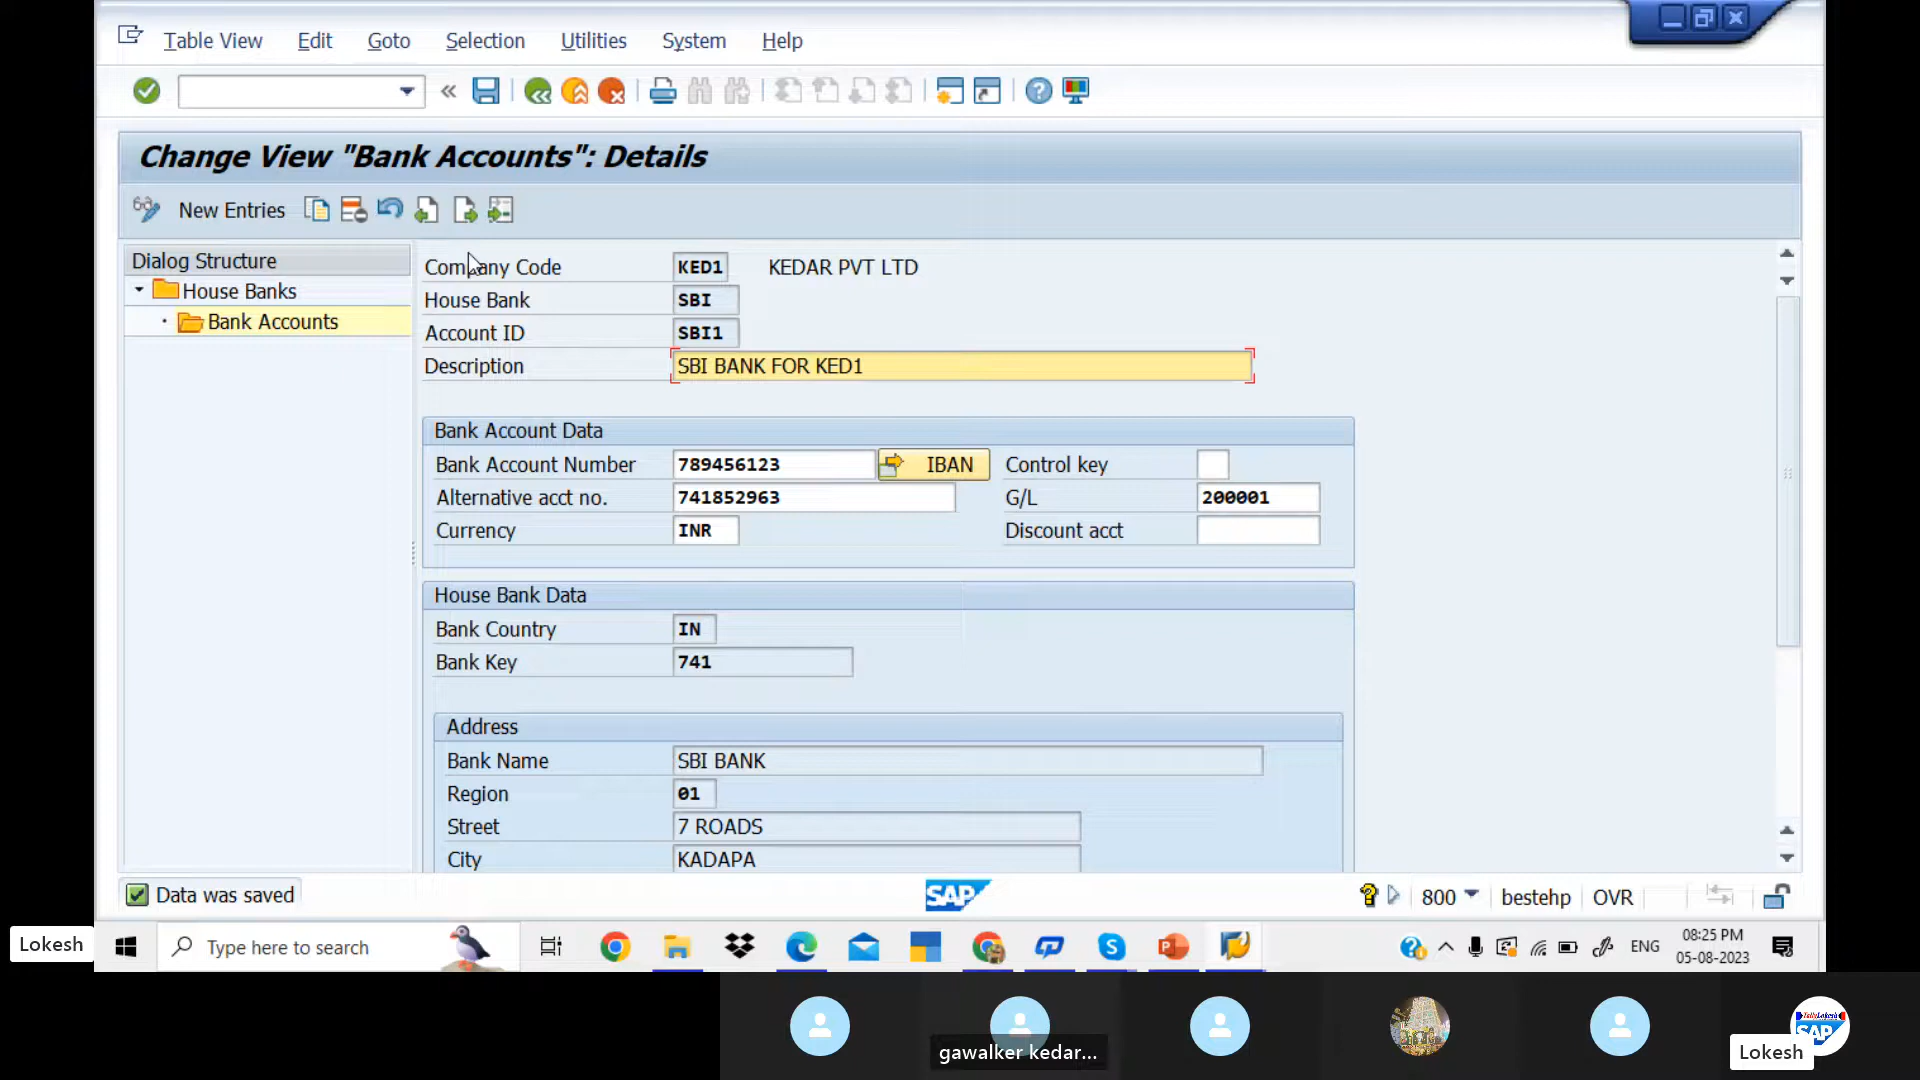 Table View Edit Goto Selection Utilities System Help
Change View "Bank Accounts": Details
New Entries
Dialog Structure
House Banks
Bank Accounts
Company Code KED1 KEDAR PVT LTD
House Bank SBI
Account ID SBI1
Description SBI BANK FOR KED1
Bank Account Data
Bank Account Number 789456123 IBAN Control key
Alternative acct no. 741852963 G/L 200001
Currency INR Discount acct
House Bank Data
Bank Country IN
Bank Key 741
Address
Bank Name SBI BANK
Region 01
Street 7 ROADS
City KADAPA
Data was saved SAP 800 bestehp OVR
Lokesh Type here to search ENG 08:25 PM
05-08-2023
gawalker kedar...
SAP
Lokesh